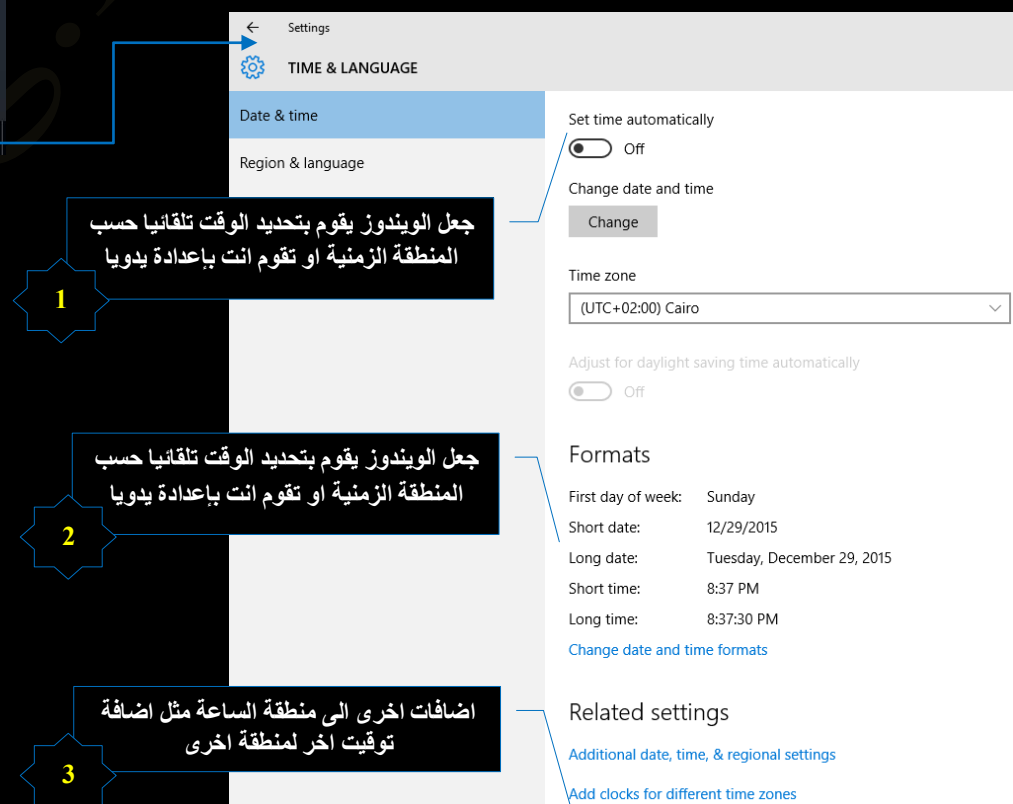 Settings
TIME & LANGUAGE
Date & time
Region & language
Set time automatically
Off
Change date and time
Change
Time zone
(UTC+02:00) Cairo
Adjust for daylight saving time automatically
Off
Formats
First day of week: Sunday
Short date: 12/29/2015
Long date: Tuesday, December 29, 2015
Short time: 8:37 PM
Long time: 8:37:30 PM
Change date and time formats
Related settings
Additional date, time, & regional settings
Add clocks for different time zones
جعل الويندوز يقوم بتحديد الوقت تلقائيا حسب
المنطقة الزمنية او تقوم انت بإعدادة يدويا
1
جعل الويندوز يقوم بتحديد الوقت تلقائيا حسب
المنطقة الزمنية او تقوم انت بإعدادة يدويا
2
اضافات اخرى الى منطقة الساعة مثل اضافة
توقيت اخر لمنطقة اخرى
3